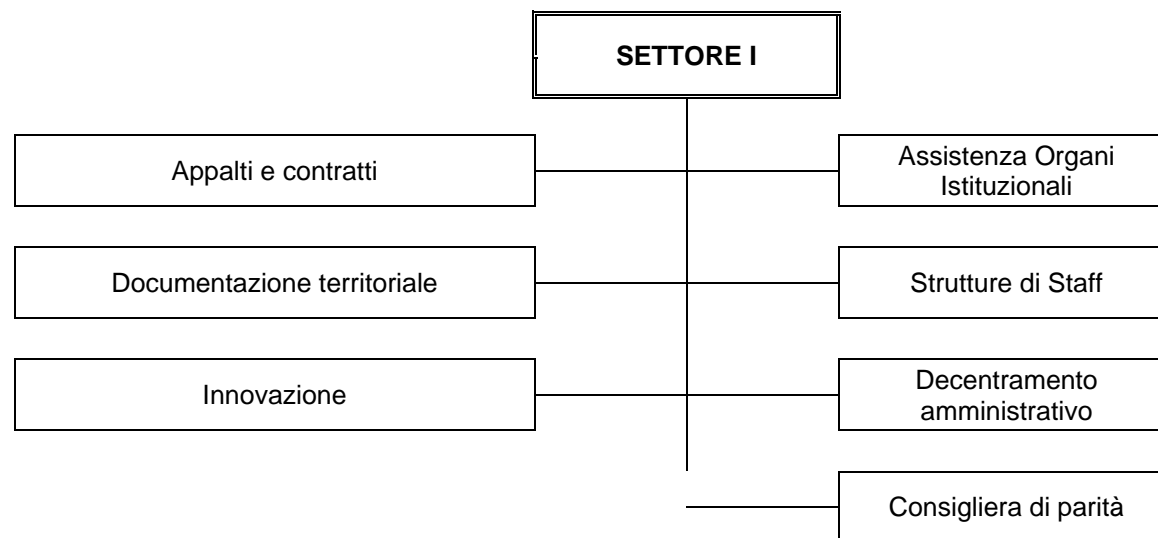 SETTORE I
Appalti e contratti
Assistenza Organi
Istituzionali
Documentazione territoriale
Strutture di Staff
Innovazione
Decentramento
amministrativo
Consigliera di parità